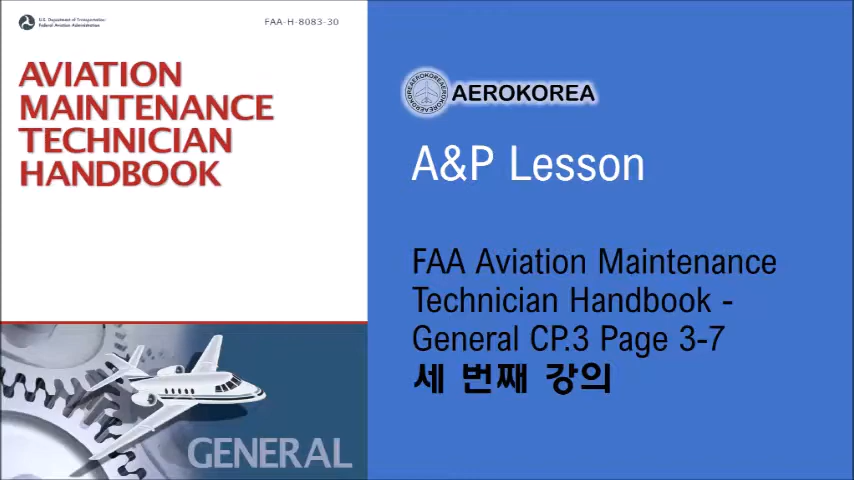 U.S. Department of Transportation
Federal Aviation Administration
FAA-H-8083-30
AVIATION
MAINTENANCE
TECHNICIAN
HANDBOOK
GENERAL
AEROKOREA
A&P Lesson
FAA Aviation Maintenance
Technician Handbook -
General CP.3 Page 3-7
세 번째 강의